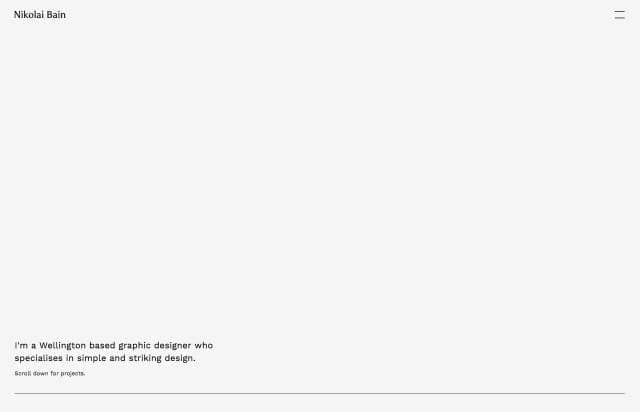 Nikolai Bain
I'm a Wellington based graphic designer who
specialises in simple and striking design.
Scroll down for projects.